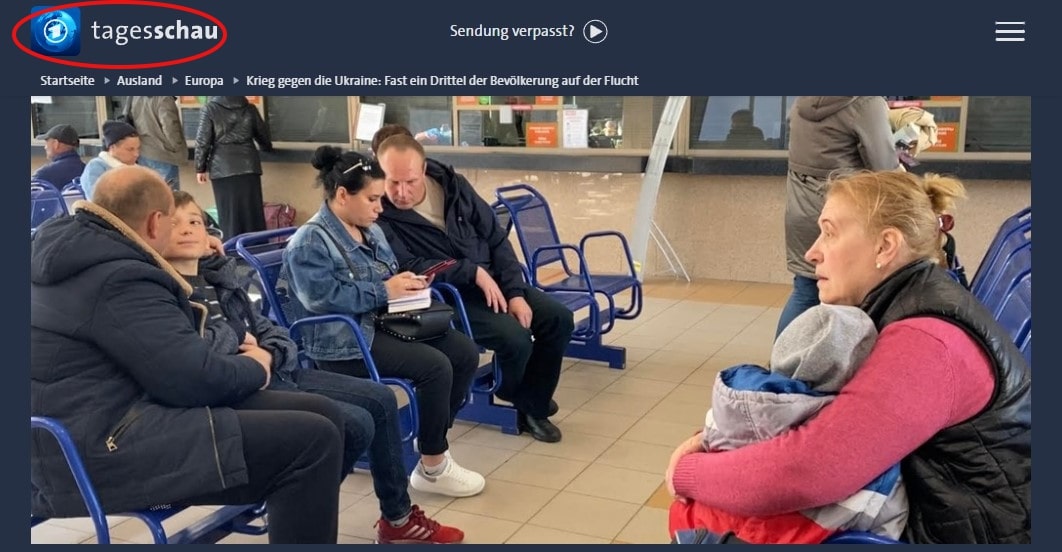 tagesschau
Sendung verpasst?
Startseite
Ausland
Europa
Krieg gegen die Ukraine: Fast ein Drittel der Bevölkerung auf der Flucht